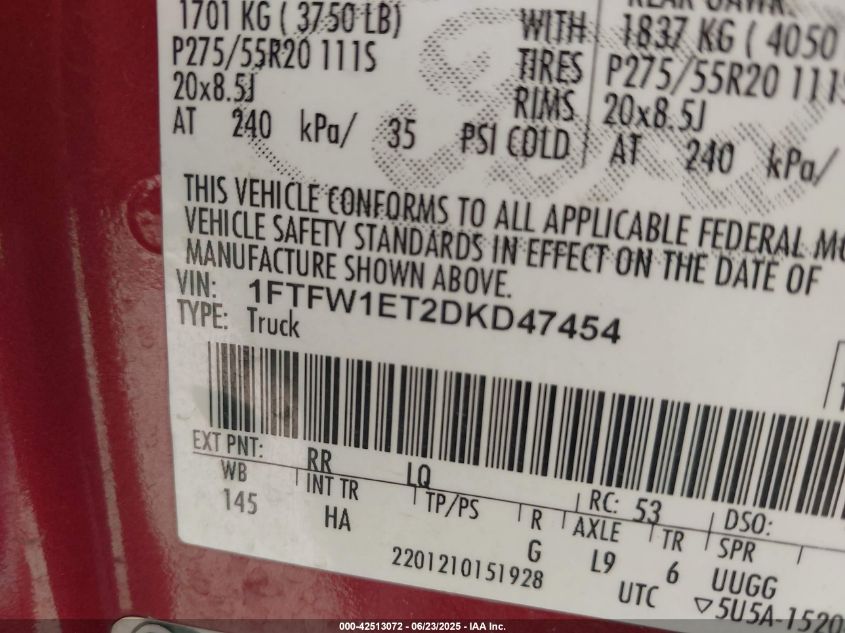 1701 KG ( 3750 LB)
P275/55R20 111S
20x8.5J
AT 240 kPa/ 35 PSI COLD
WITH
TIRES
RIMS
1837 KG ( 4050
P275/55R20 111S
20x8.5J
AT 240 kPa/
THIS VEHICLE CONFORMS TO ALL APPLICABLE FEDERAL MO
VEHICLE SAFETY STANDARDS IN EFFECT ON THE DATE OF
MANUFACTURE SHOWN ABOVE.
VIN: 1FTFW1ET2DKD47454
TYPE: Truck
EXT PNT: RR LQ RC: 53 DSO:
WB INT TR TP/PS R AXLE TR SPR
145 HA G L9 6 UUGG
2201210151928 UTC ▽5U5A-1520
000-42513072 - 06/23/2025 - IAA Inc.